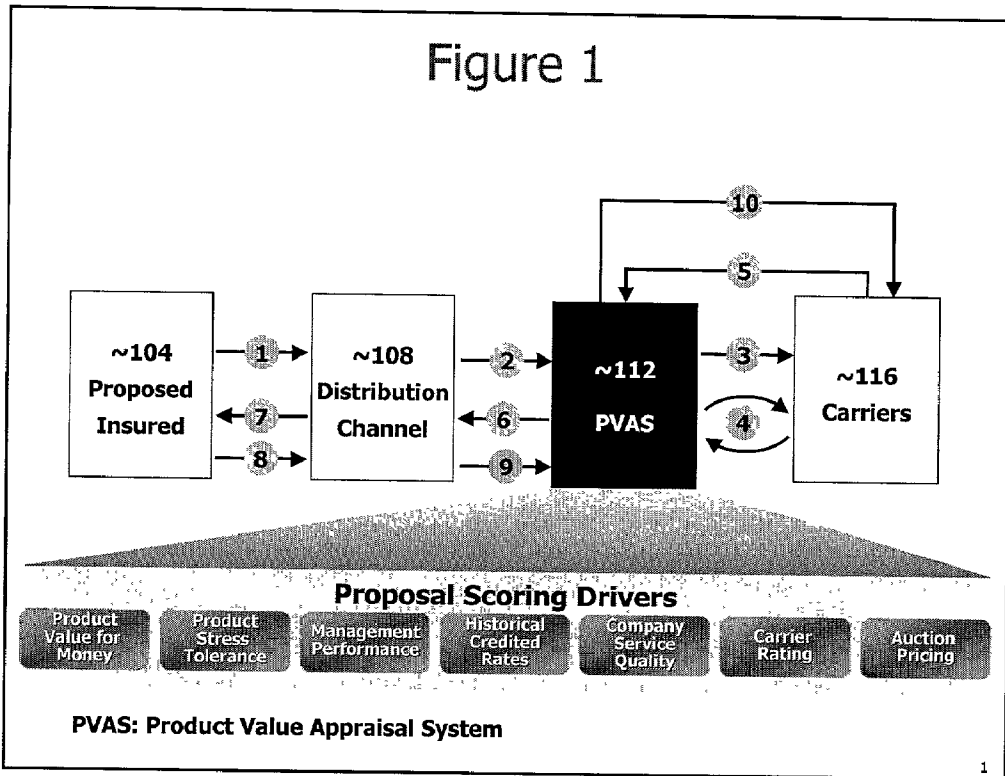 Figure 1
10
5
~104
Proposed
Insured
1
7
8
~108
Distribution
Channel
2
6
9
~112
PVAS
3
4
~116
Carriers
Proposal Scoring Drivers
Product
Value for
Money
Product
Stress
Tolerance
Management
Performance
Historical
Credited
Rates
Company
Service
Quality
Carrier
Rating
Auction
Pricing
PVAS: Product Value Appraisal System
1